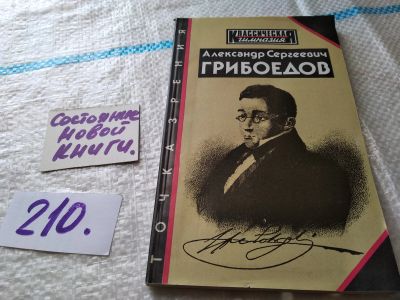 КЛАССИЧЕСКАЯ
ГИМНАЗИЯ
Александр Сергеевич
ГРИБОЕДОВ
ТОЧКА ЗРЕНИЯ
Состояние
новой
книги.
210.